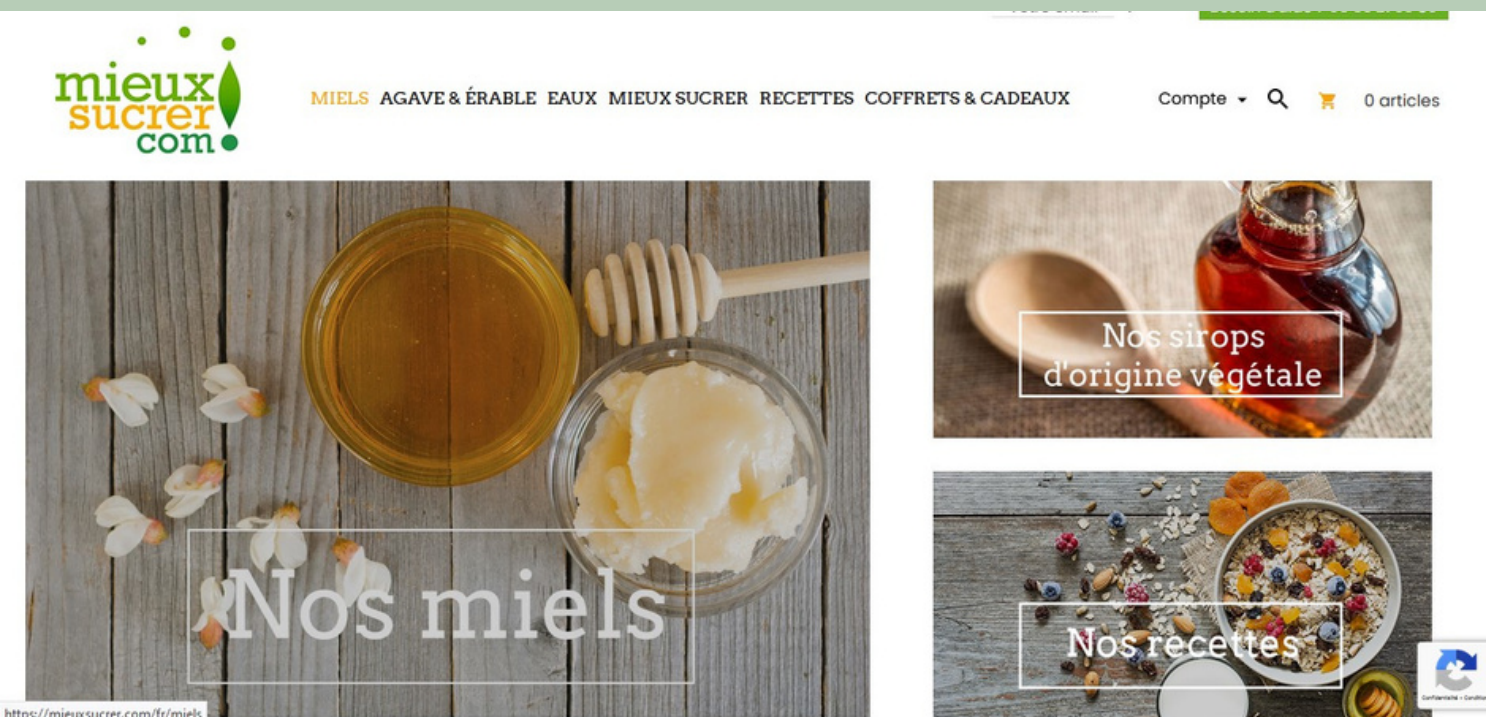 mieux
sucrer
com
MIELS AGAVE & ÉRABLE EAUX MIEUX SUCRER RECETTES COFFRETS & CADEAUX
Compte
0 articles
Nos sirops
d'origine végétale
Nos miels
Nos recettes
https://mieuxsucrer.com/fr/miels